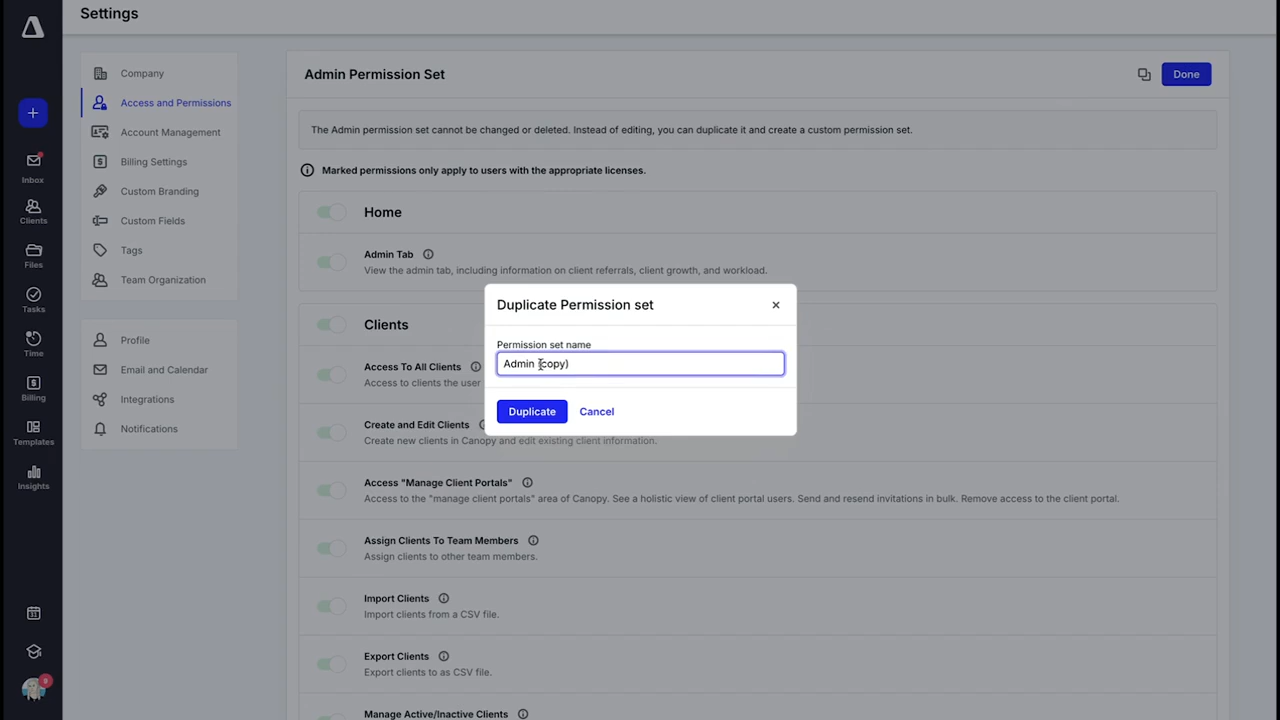 Settings
Inbox
Clients
Files
Tasks
Time
Billing
Templates
Insights
31
9
Company
Access and Permissions
Account Management
Billing Settings
Custom Branding
Custom Fields
Tags
Team Organization
Profile
Email and Calendar
Integrations
Notifications
Admin Permission Set
Done
The Admin permission set cannot be changed or deleted. Instead of editing, you can duplicate it and create a custom permission set.
Marked permissions only apply to users with the appropriate licenses.
Home
Admin Tab
View the admin tab, including information on client referrals, client growth, and workload.
Clients
Access To All Clients
Access to clients the user
Create and Edit Clients
Create new clients in Canopy and edit existing client information.
Access "Manage Client Portals"
Access to the "manage client portals" area of Canopy. See a holistic view of client portal users. Send and resend invitations in bulk. Remove access to the client portal.
Assign Clients To Team Members
Assign clients to other team members.
Import Clients
Import clients from a CSV file.
Export Clients
Export clients to as CSV file.
Manage Active/Inactive Clients
Duplicate Permission set
Permission set name
Admin (copy)
Duplicate
Cancel